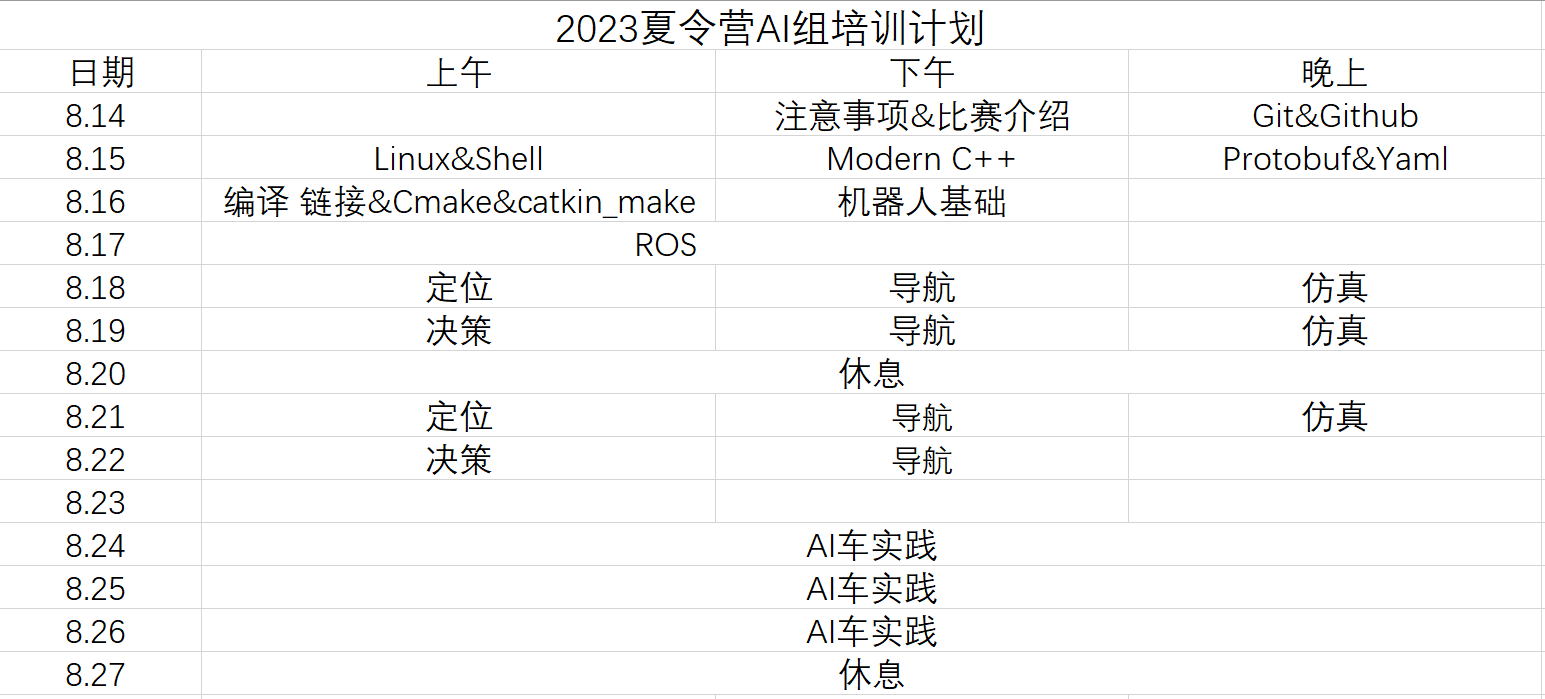 2023夏令营AI组培训计划
日期 上午 下午 晚上
8.14 注意事项&比赛介绍 Git&Github
8.15 Linux&Shell Modern C++ Protobuf&Yaml
8.16 编译 链接&Cmake&catkin_make 机器人基础
8.17 ROS
8.18 定位 导航 仿真
8.19 决策 导航 仿真
8.20 休息
8.21 定位 导航 仿真
8.22 决策 导航
8.23
8.24 AI车实践
8.25 AI车实践
8.26 AI车实践
8.27 休息